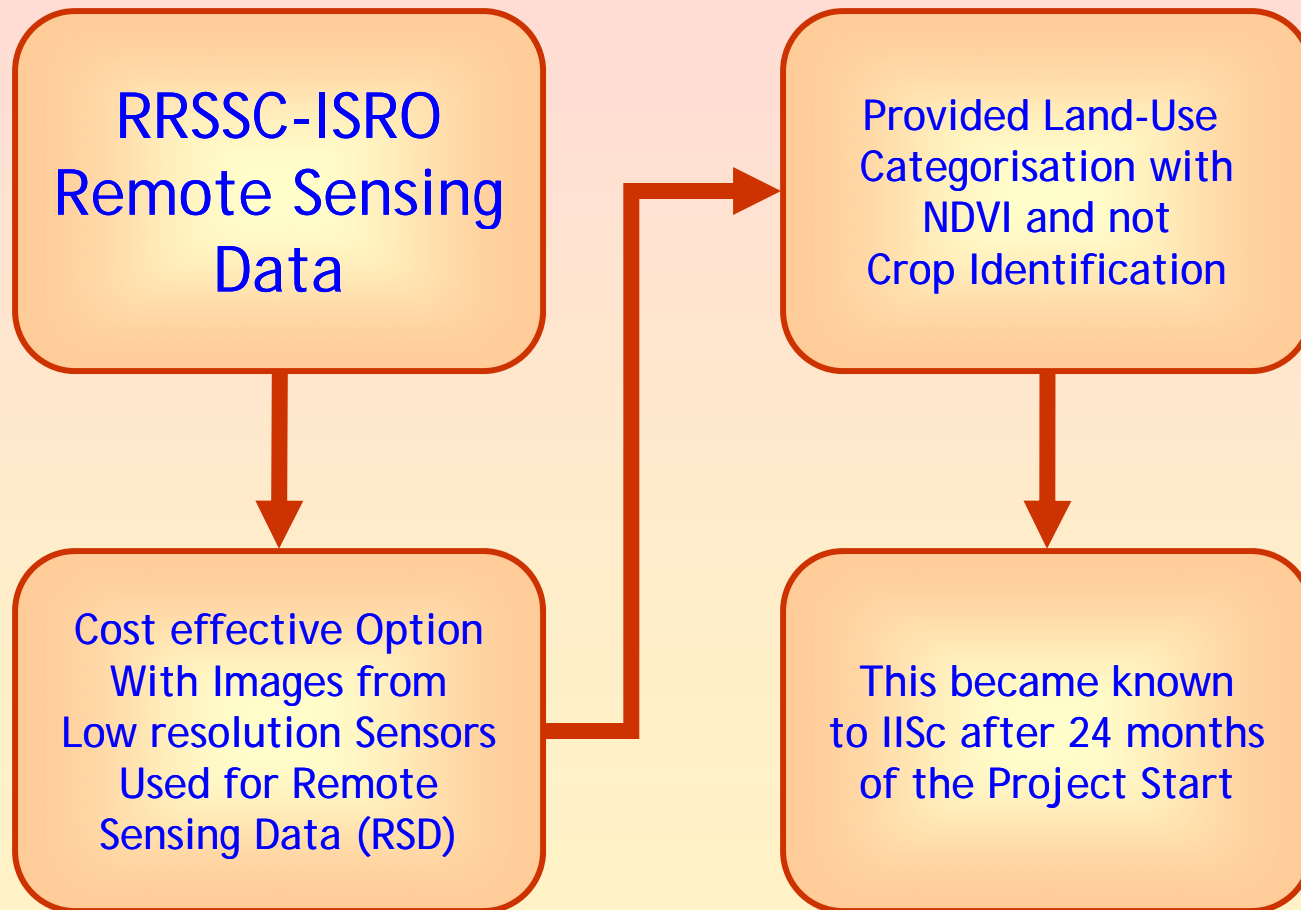 RRSSC-ISRO
Remote Sensing
Data
Cost effective Option
With Images from
Low resolution Sensors
Used for Remote
Sensing Data (RSD)
Provided Land-Use
Categorisation with
NDVI and not
Crop Identification
This became known
to IISc after 24 months
of the Project Start